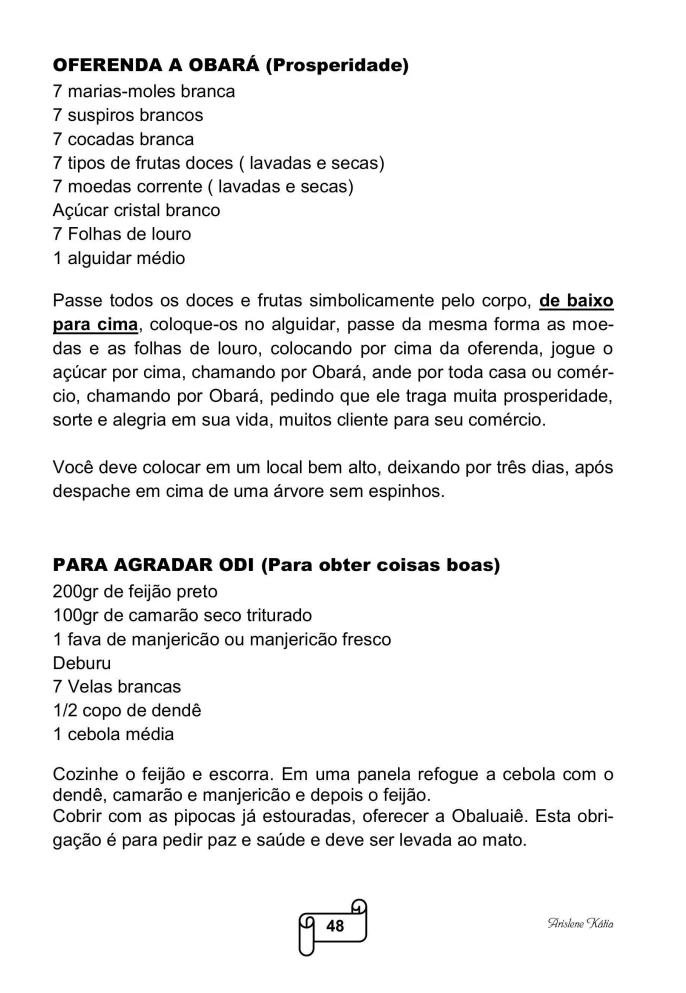 OFERENDA A OBARÁ (Prosperidade)
7 marias-moles branca
7 suspiros brancos
7 cocadas branca
7 tipos de frutas doces ( lavadas e secas)
7 moedas corrente ( lavadas e secas)
Açúcar cristal branco
7 Folhas de louro
1 alguidar médio
Passe todos os doces e frutas simbolicamente pelo corpo, de baixo
para cima, coloque-os no alguidar, passe da mesma forma as moe-
das e as folhas de louro, colocando por cima da oferenda, jogue o
açúcar por cima, chamando por Obará, ande por toda casa ou comér-
cio, chamando por Obará, pedindo que ele traga muita prosperidade,
sorte e alegria em sua vida, muitos cliente para seu comércio.
Você deve colocar em um local bem alto, deixando por três dias, após
despache em cima de uma árvore sem espinhos.
PARA AGRADAR ODI (Para obter coisas boas)
200gr de feijão preto
100gr de camarão seco triturado
1 fava de manjericão ou manjericão fresco
Deburu
7 Velas brancas
1/2 copo de dendê
1 cebola média
Cozinhe o feijão e escorra. Em uma panela refogue a cebola com o
dendê, camarão e manjericão e depois o feijão.
Cobrir com as pipocas já estouradas, oferecer a Obaluaiê. Esta obri-
gação é para pedir paz e saúde e deve ser levada ao mato.
48
Arislene Kátia